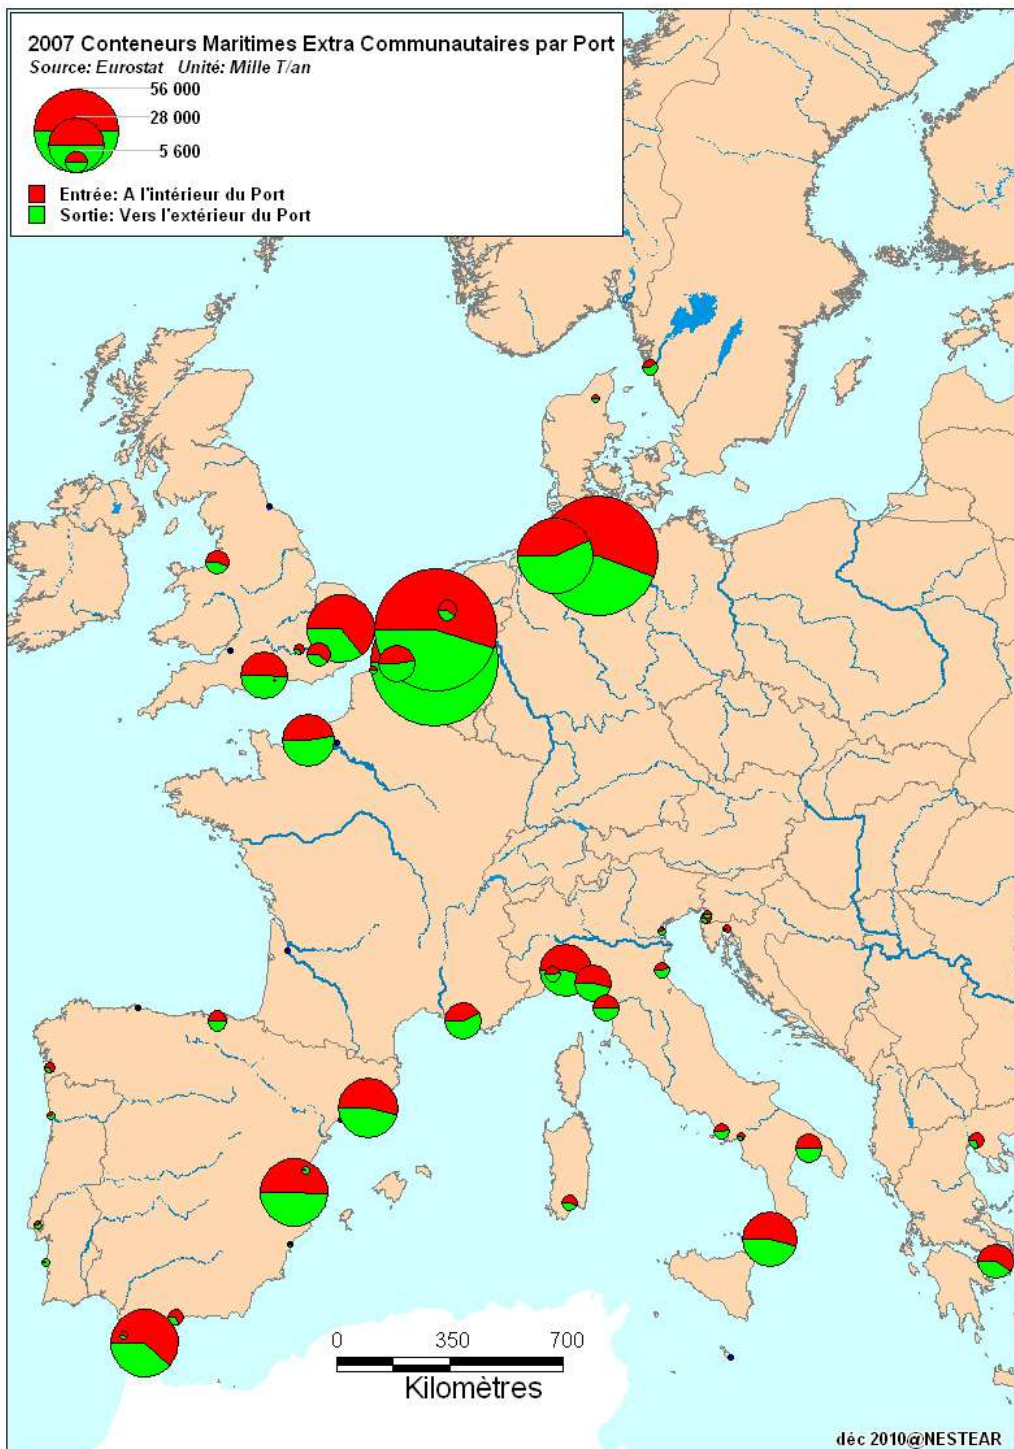 2007 Conteneurs Maritimes Extra Communautaires par Port
Source: Eurostat Unité: Mille T/an
56 000
28 000
5 600
Entrée: A l'intérieur du Port
Sortie: Vers l'extérieur du Port
0 350 700
Kilomètres
déc 2010@NESTEAR